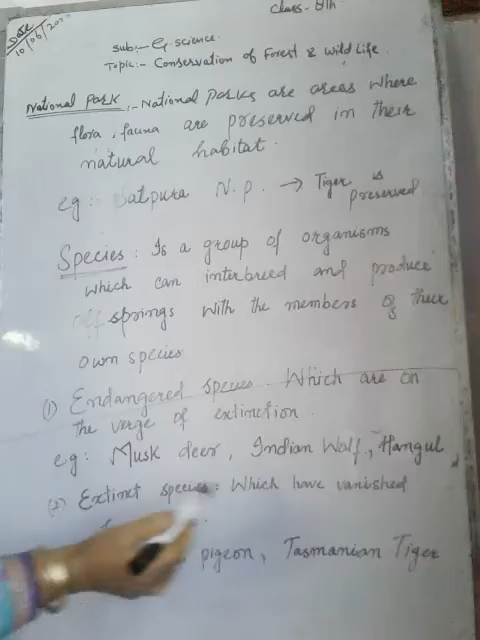 Date
10/06/202
Class-8th
Sub:- G. science.
Topic:- Conservation of Forest & Wild Life.
National Park :- National Parks are areas where
flora, fauna are preserved in their
natural habitat.
eg: Satpura N.P. → Tiger is
preserved
Species: Is a group of organisms
which can interbreed and produce
off springs with the members of their
own species
(1) Endangered species. Which are on
the verge of extinction.
eg: Musk deer, Indian Wolf, Hangul
(2) Extinct species: Which have vanished
pigeon, Tasmanian Tiger